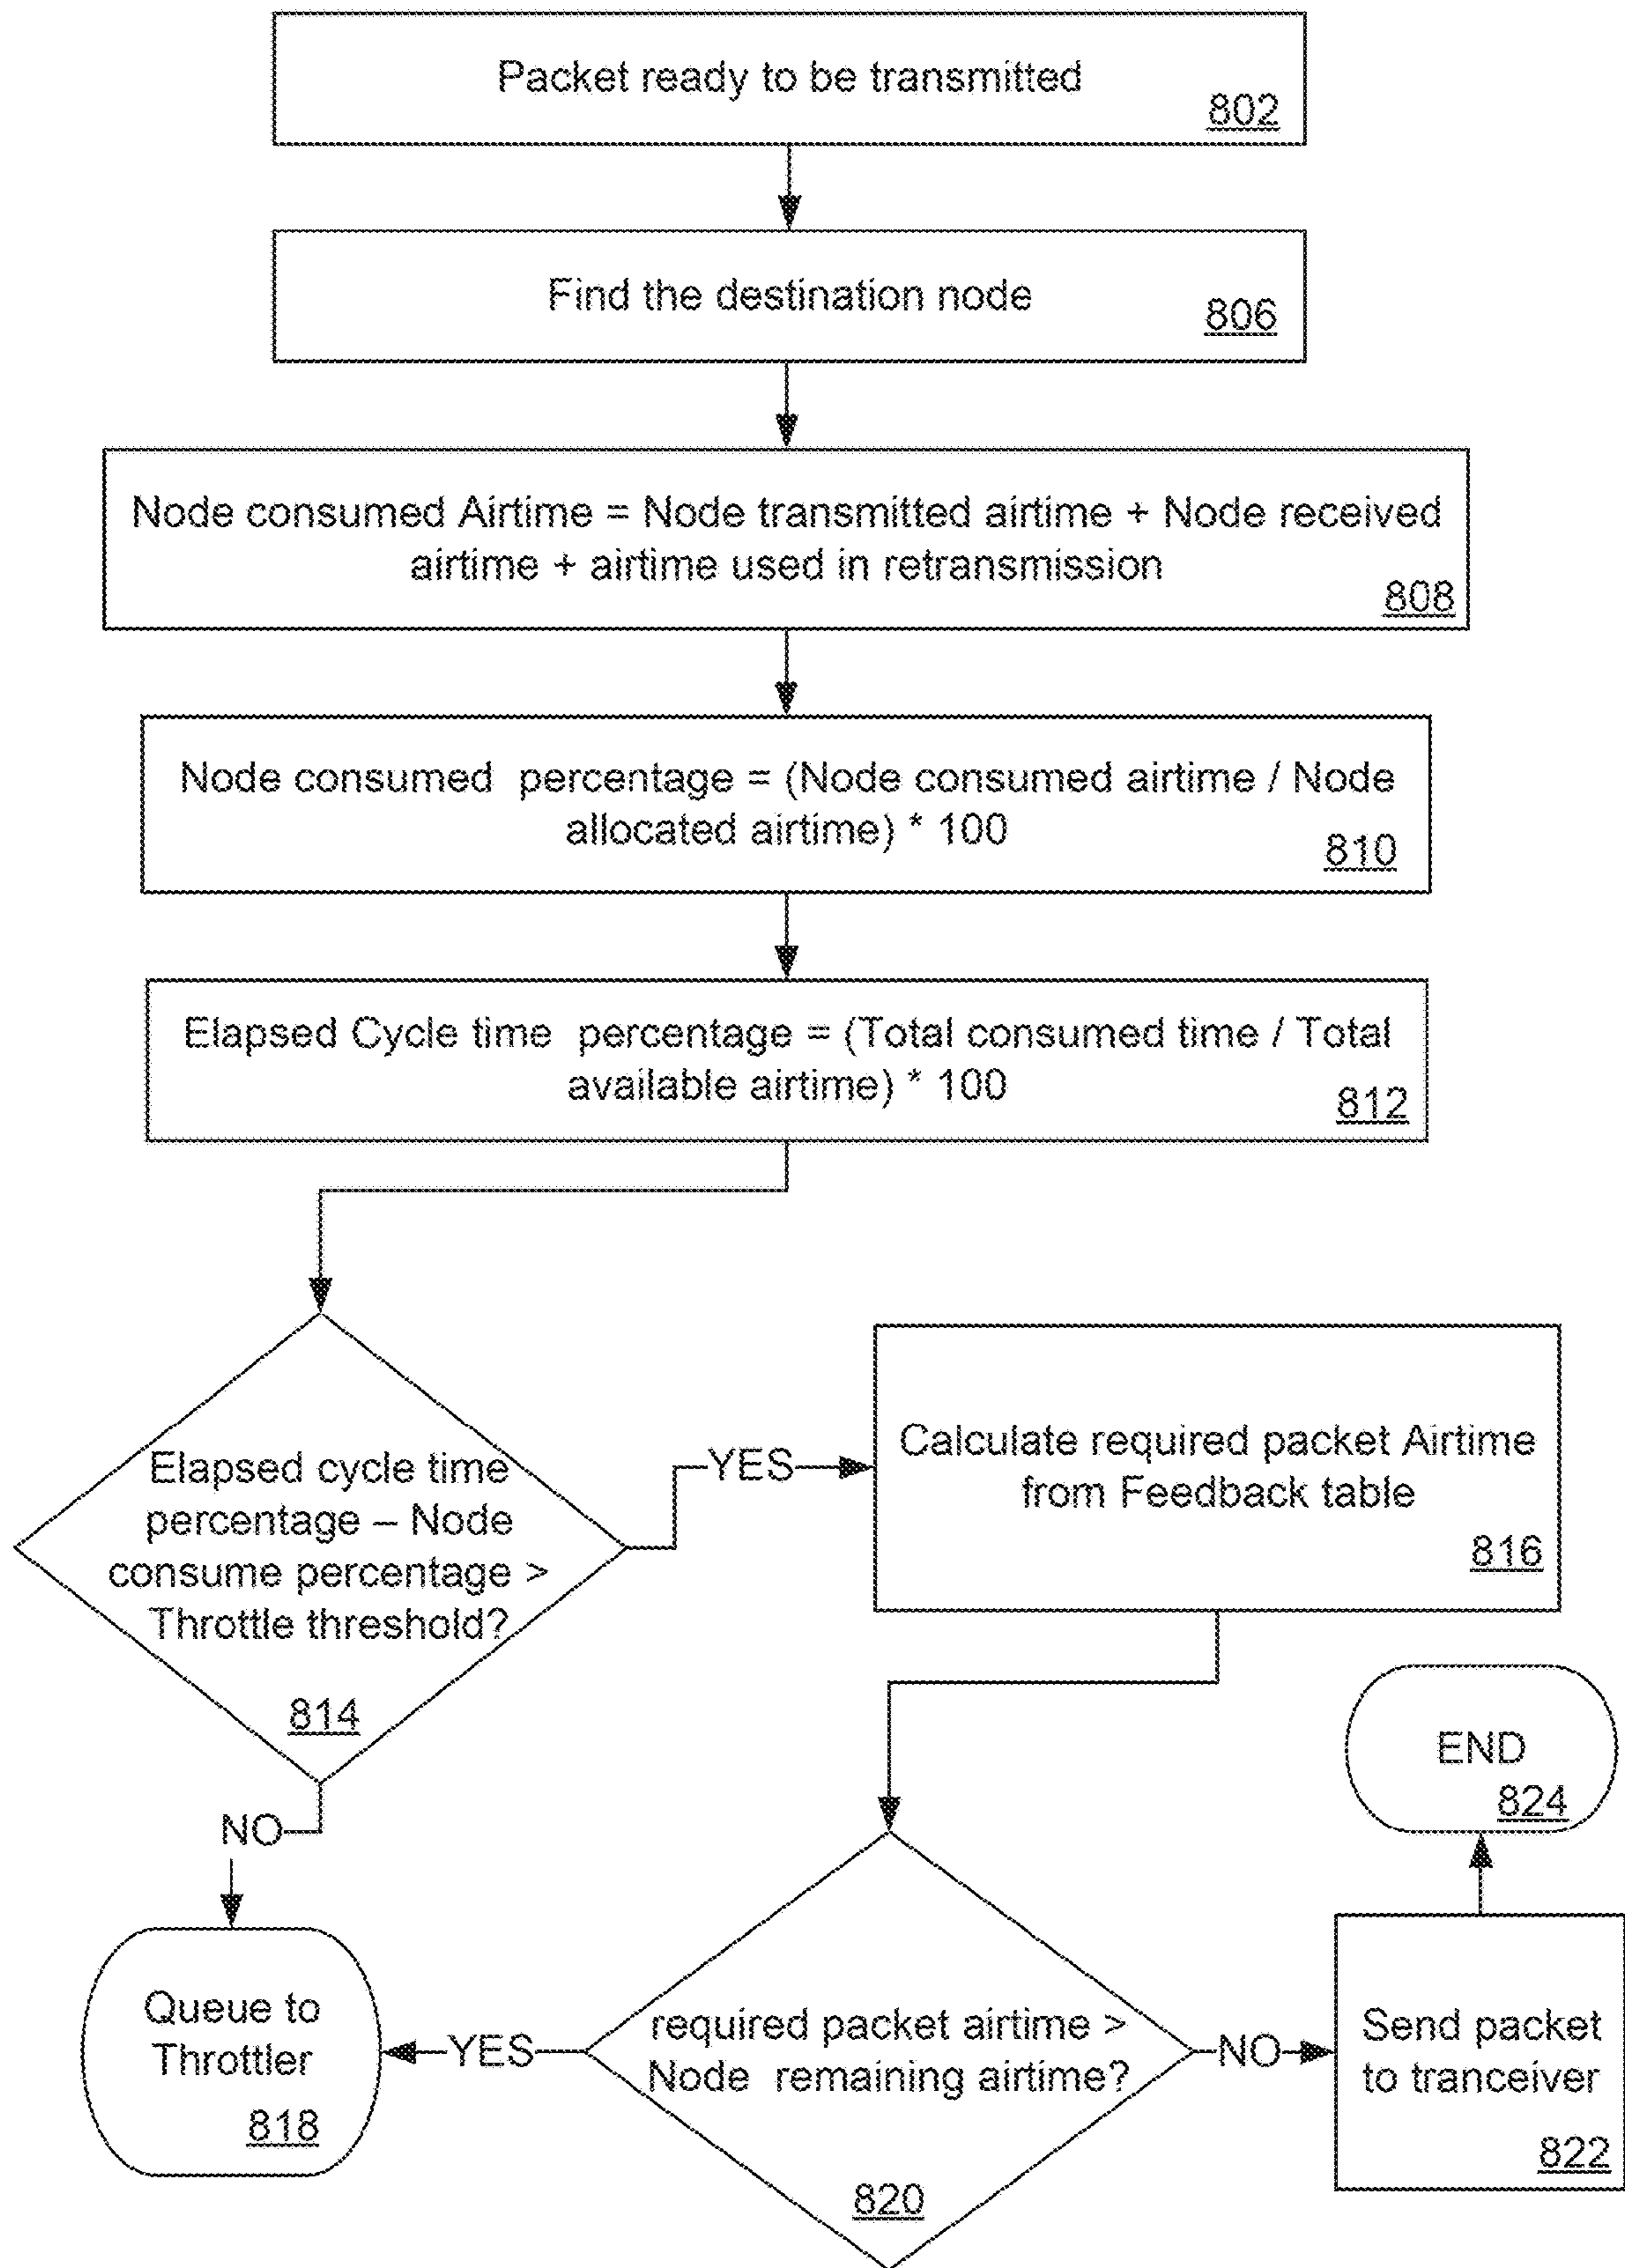 Packet ready to be transmitted
802
Find the destination node
806
Node consumed Airtime = Node transmitted airtime + Node received
airtime + airtime used in retransmission
808
Node consumed percentage = (Node consumed airtime / Node
allocated airtime) * 100
810
Elapsed Cycle time percentage = (Total consumed time / Total
available airtime) * 100
812
Elapsed cycle time
percentage – Node
consume percentage >
Throttle threshold?
814
YES
Calculate required packet Airtime
from Feedback table
816
NO
END
824
Queue to
Throttler
818
YES
required packet airtime >
Node remaining airtime?
820
NO
Send packet
to tranceiver
822